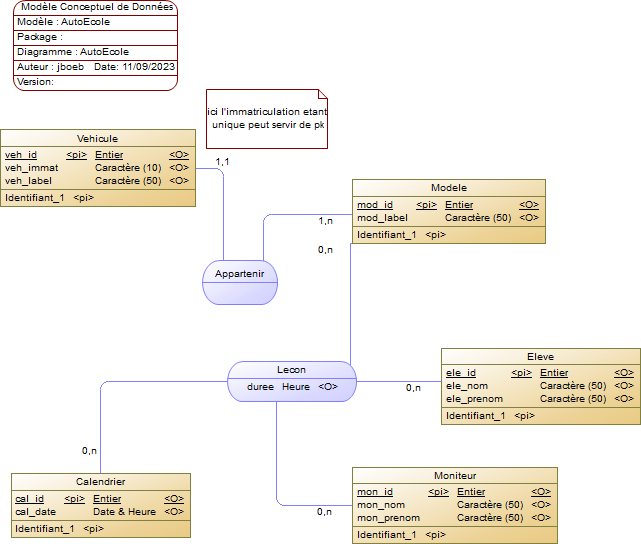 Modèle Conceptuel de Données
Modèle : AutoEcole
Package :
Diagramme : AutoEcole
Auteur : jboeb Date: 11/09/2023
Version:
ici l'immatriculation etant
unique peut servir de pk
Vehicule
veh_id <pi> Entier <O>
veh_immat Caractère (10) <O>
veh_label Caractère (50) <O>
Identifiant_1 <pi>
1,1
Modele
mod_id <pi> Entier <O>
mod_label Caractère (50) <O>
Identifiant_1 <pi>
1,n
0,n
Appartenir
Lecon
duree Heure <O>
Eleve
ele_id <pi> Entier <O>
ele_nom Caractère (50) <O>
ele_prenom Caractère (50) <O>
Identifiant_1 <pi>
0,n
0,n
Calendrier
cal_id <pi> Entier <O>
cal_date Date & Heure <O>
Identifiant_1 <pi>
Moniteur
mon_id <pi> Entier <O>
mon_nom Caractère (50) <O>
mon_prenom Caractère (50) <O>
Identifiant_1 <pi>
0,n